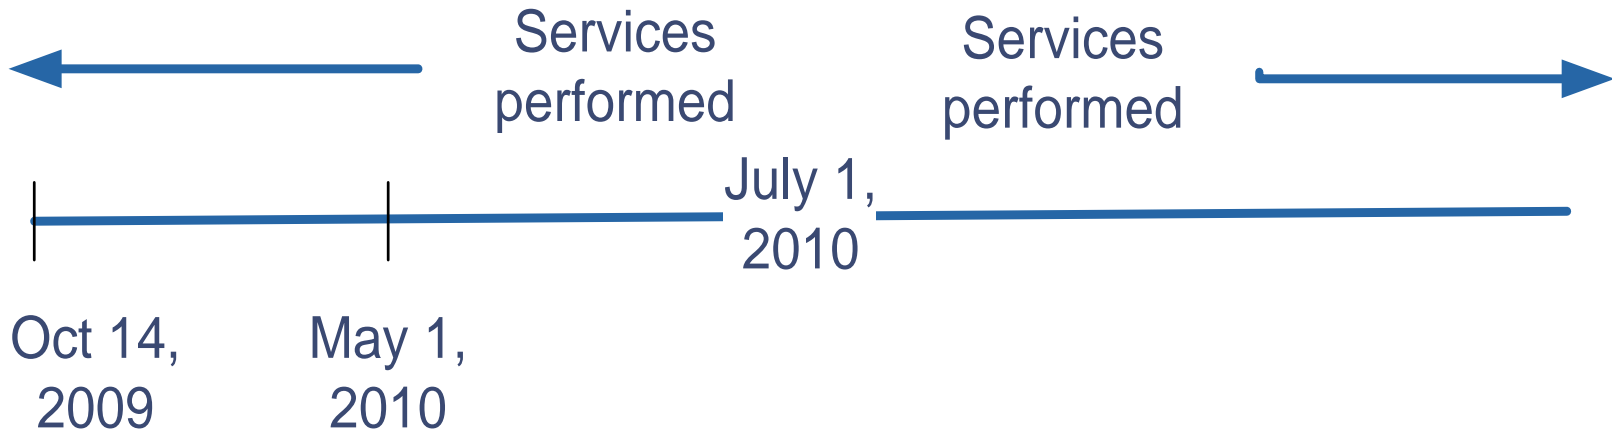 Services
performed
Services
performed
July 1,
2010
Oct 14,
2009
May 1,
2010